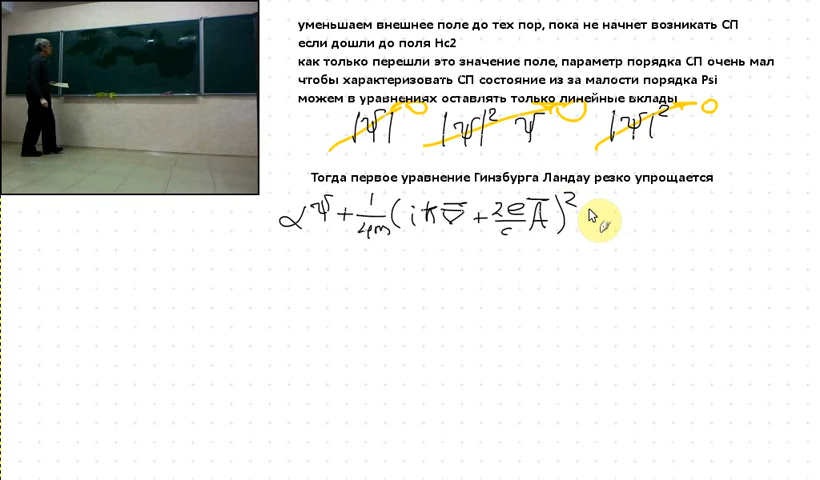 уменьшаем внешнее поле до тех пор, пока не начнет возникать СП
если дошли до поля Hc2
как только перешли это значение поле, параметр порядка СП очень мал
чтобы характеризовать СП состояние из за малости порядка Psi
можем в уравнениях оставлять только линейные вклады
|Ψ| → 0 |Ψ|² Ψ → 0 |Ψ|² → 0
Тогда первое уравнение Гинзбурга Ландау резко упрощается
αΨ + 1/4m (iℏ∇ + 2e/c A̅)²